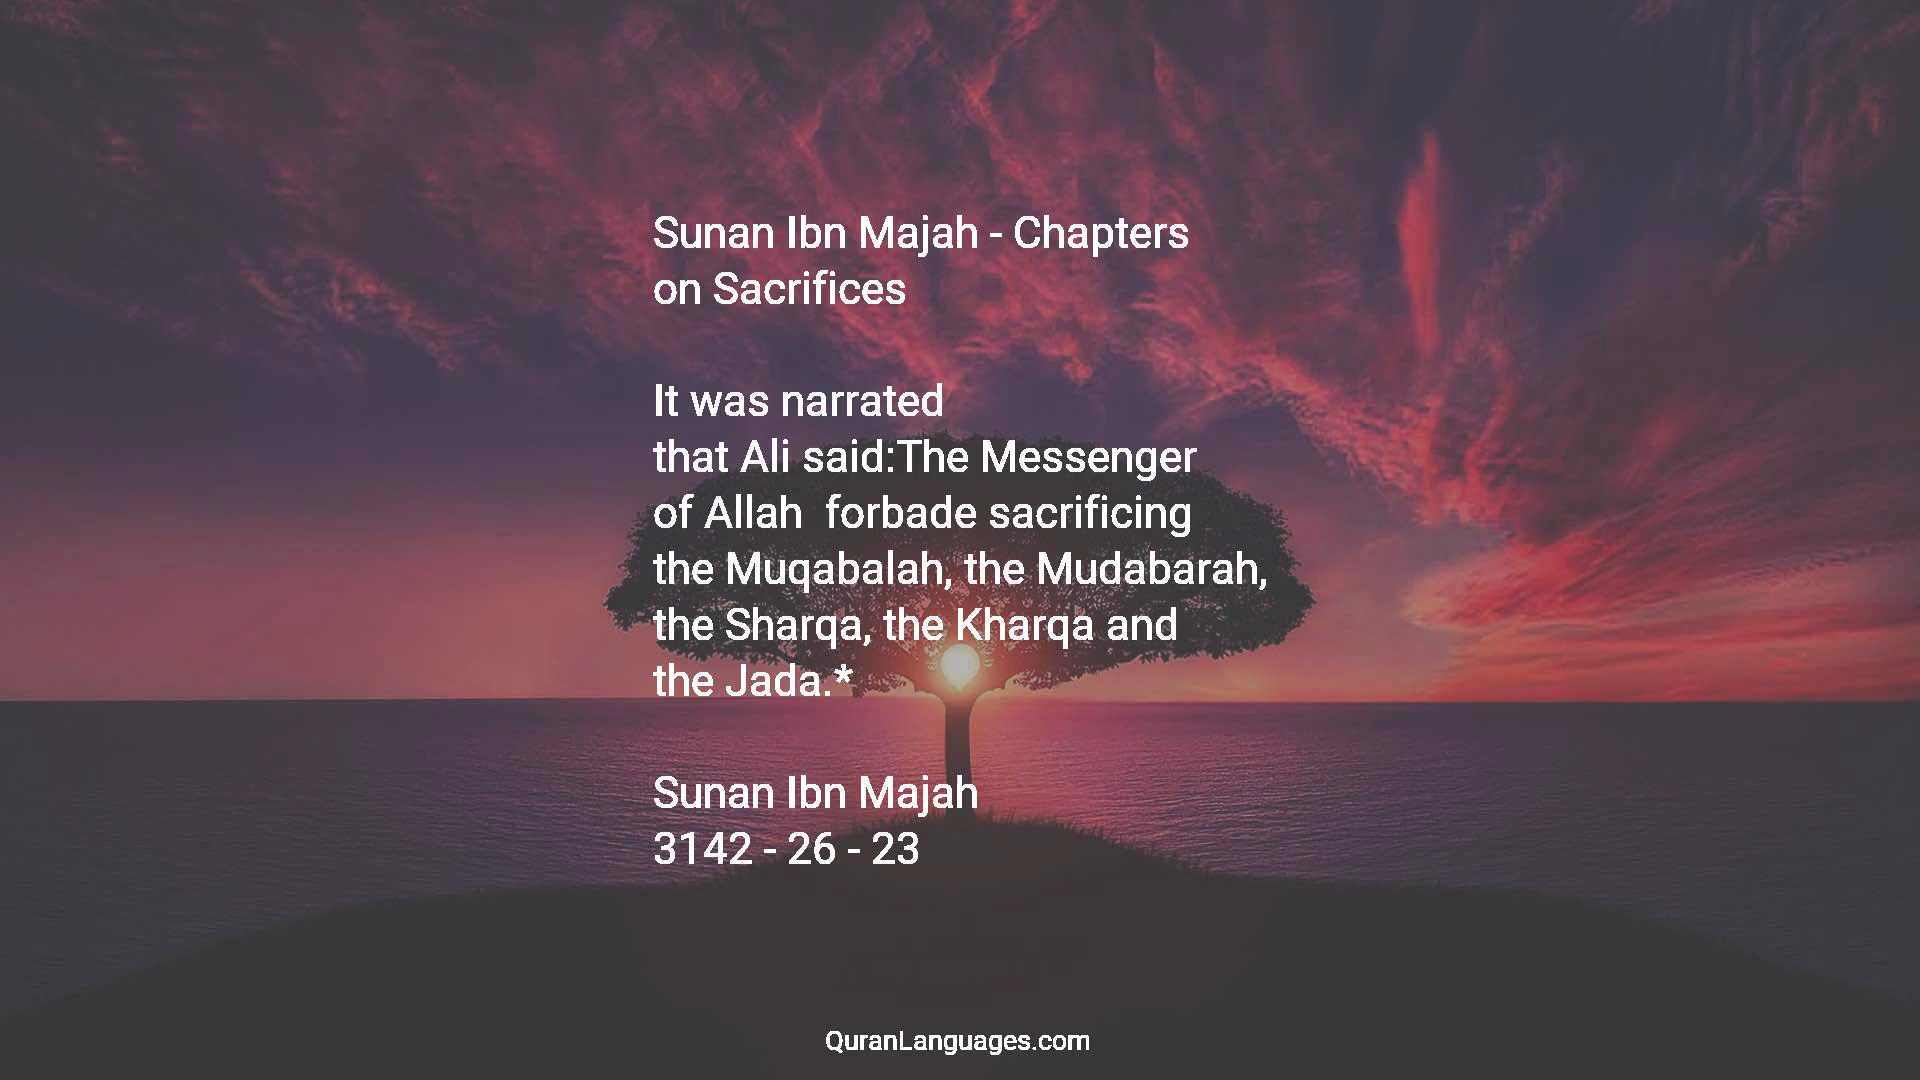 Sunan Ibn Majah - Chapters
on Sacrifices
It was narrated
that Ali said:The Messenger
of Allah  forbade sacrificing
the Muqabalah, the Mudabarah,
the Sharqa, the Kharqa and
the Jada.*
Sunan Ibn Majah
3142 - 26 - 23
QuranLanguages.com